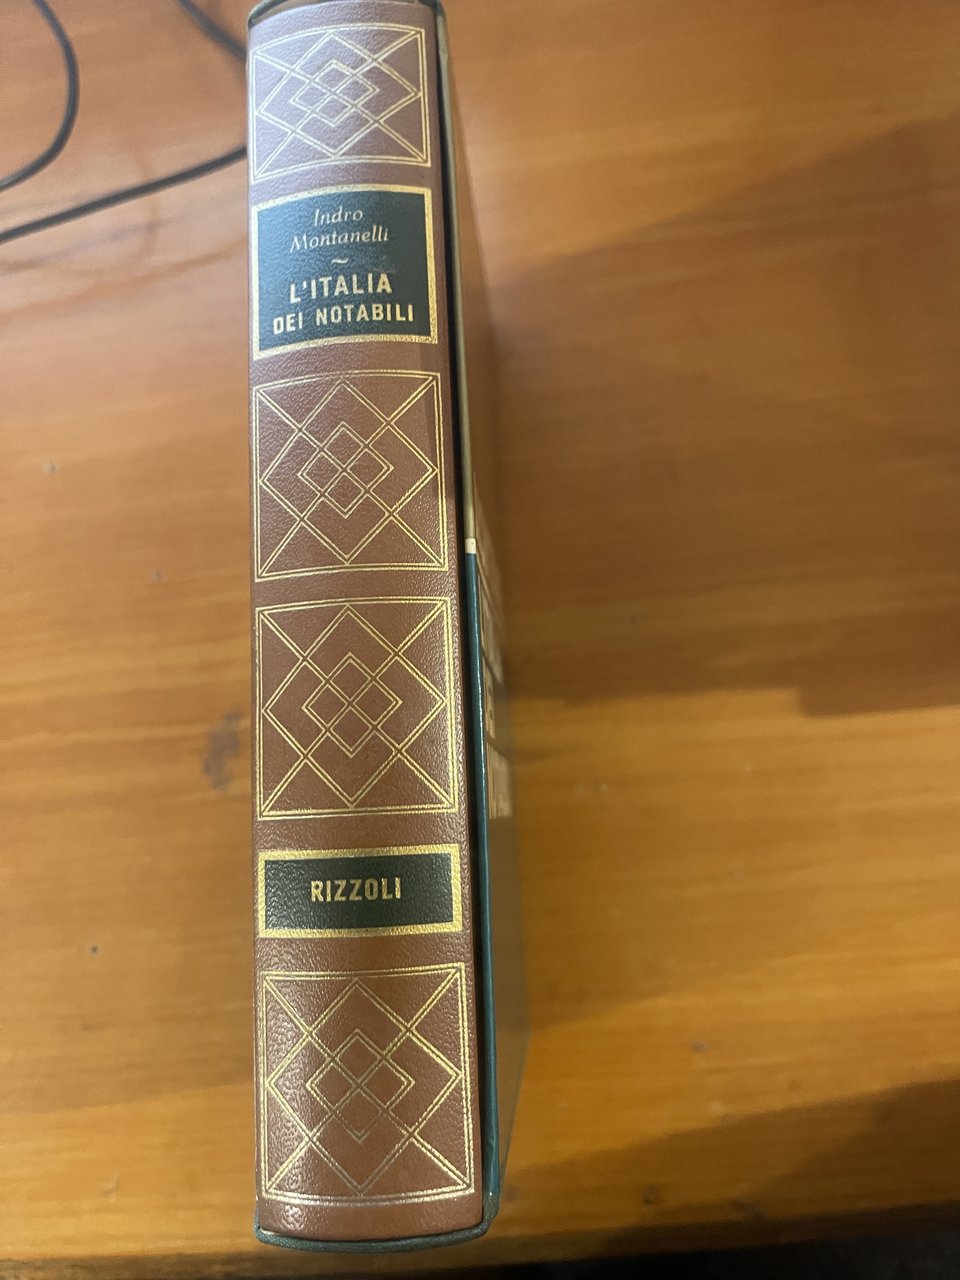 Indro
Montanelli
~
L'ITALIA
DEI NOTABILI
RIZZOLI